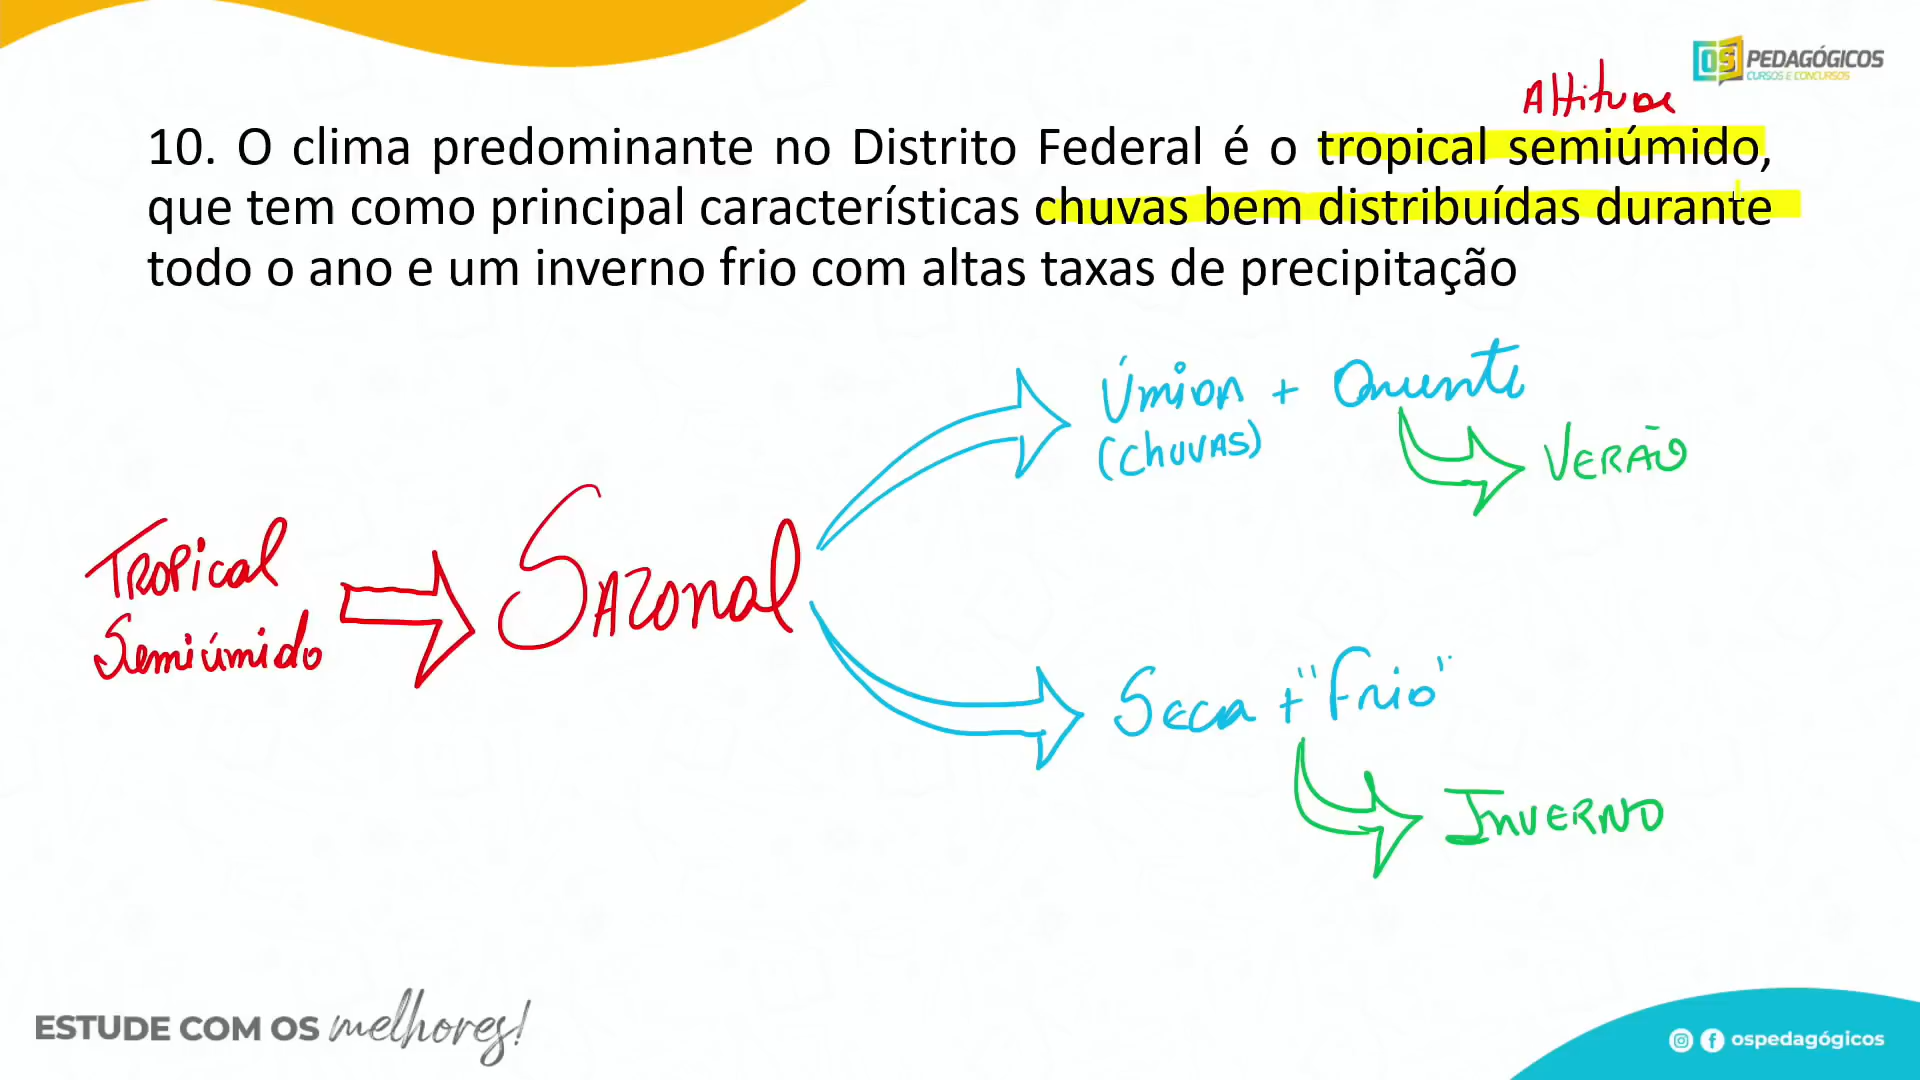 OS PEDAGÓGICOS
CURSOS E CONCURSOS
Altitude
10. O clima predominante no Distrito Federal é o tropical semiúmido,
que tem como principal características chuvas bem distribuídas durante
todo o ano e um inverno frio com altas taxas de precipitação
Úmida + Quente
(Chuvas)
Verão
Tropical
Semiúmido
Sazonal
Seca + "Frio"
Inverno
ESTUDE COM OS melhores!
ospedagógicos